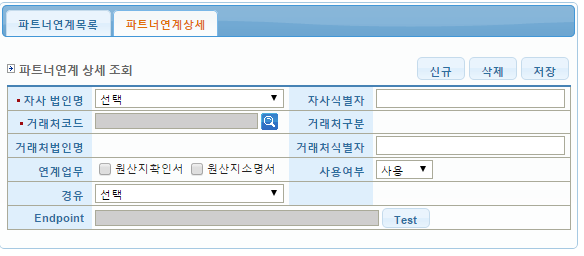 파트너연계목록 파트너연계상세
파트너연계 상세 조회 신규 삭제 저장
자사 법인명 선택 자사식별자
거래처코드 거래처구분
거래처법인명 거래처식별자
연계업무 원산지확인서 원산지소명서 사용여부 사용
경유 선택
Endpoint Test